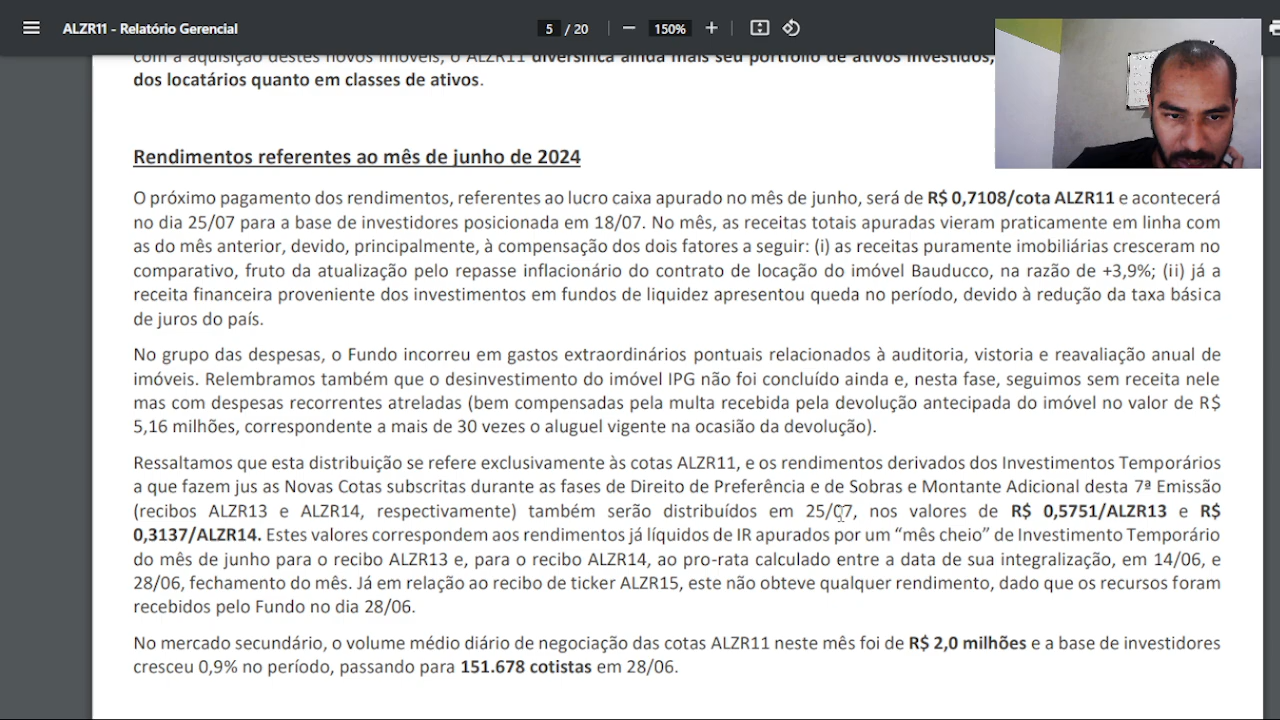 ALZR11 - Relatório Gerencial
5 / 20
150%
com a aquisição destes novos imóveis, o ALZR11 diversifica ainda mais seu portfólio de ativos investidos,
dos locatários quanto em classes de ativos.
Rendimentos referentes ao mês de junho de 2024
O próximo pagamento dos rendimentos, referentes ao lucro caixa apurado no mês de junho, será de R$ 0,7108/cota ALZR11 e acontecerá
no dia 25/07 para a base de investidores posicionada em 18/07. No mês, as receitas totais apuradas vieram praticamente em linha com
as do mês anterior, devido, principalmente, à compensação dos dois fatores a seguir: (i) as receitas puramente imobiliárias cresceram no
comparativo, fruto da atualização pelo repasse inflacionário do contrato de locação do imóvel Bauducco, na razão de +3,9%; (ii) já a
receita financeira proveniente dos investimentos em fundos de liquidez apresentou queda no período, devido à redução da taxa básica
de juros do país.
No grupo das despesas, o Fundo incorreu em gastos extraordinários pontuais relacionados à auditoria, vistoria e reavaliação anual de
imóveis. Relembramos também que o desinvestimento do imóvel IPG não foi concluído ainda e, nesta fase, seguimos sem receita nele
mas com despesas recorrentes atreladas (bem compensadas pela multa recebida pela devolução antecipada do imóvel no valor de R$
5,16 milhões, correspondente a mais de 30 vezes o aluguel vigente na ocasião da devolução).
Ressaltamos que esta distribuição se refere exclusivamente às cotas ALZR11, e os rendimentos derivados dos Investimentos Temporários
a que fazem jus as Novas Cotas subscritas durante as fases de Direito de Preferência e de Sobras e Montante Adicional desta 7ª Emissão
(recibos ALZR13 e ALZR14, respectivamente) também serão distribuídos em 25/07, nos valores de R$ 0,5751/ALZR13 e R$
0,3137/ALZR14. Estes valores correspondem aos rendimentos já líquidos de IR apurados por um “mês cheio” de Investimento Temporário
do mês de junho para o recibo ALZR13 e, para o recibo ALZR14, ao pro-rata calculado entre a data de sua integralização, em 14/06, e
28/06, fechamento do mês. Já em relação ao recibo de ticker ALZR15, este não obteve qualquer rendimento, dado que os recursos foram
recebidos pelo Fundo no dia 28/06.
No mercado secundário, o volume médio diário de negociação das cotas ALZR11 neste mês foi de R$ 2,0 milhões e a base de investidores
cresceu 0,9% no período, passando para 151.678 cotistas em 28/06.